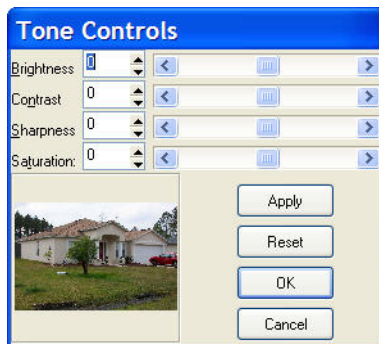 Tone Controls
Brightness 0
Contrast 0
Sharpness 0
Saturation: 0
Apply
Reset
OK
Cancel